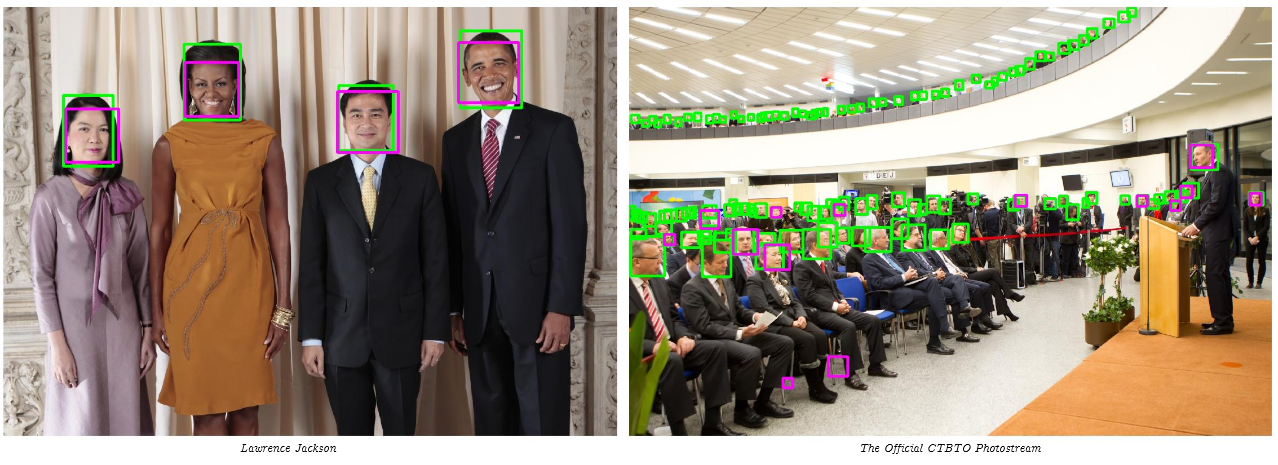 Lawrence Jackson
The Official CTBTO Photostream